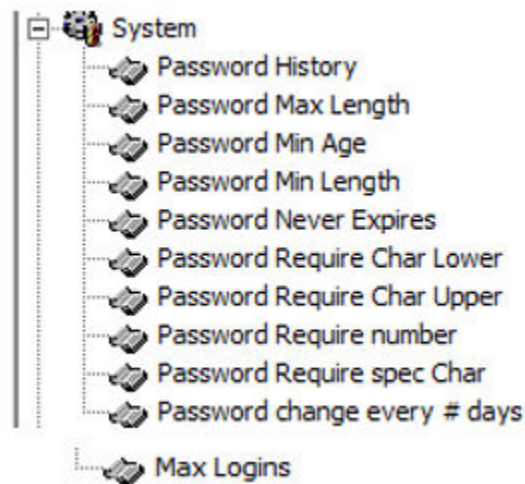 System
Password History
Password Max Length
Password Min Age
Password Min Length
Password Never Expires
Password Require Char Lower
Password Require Char Upper
Password Require number
Password Require spec Char
Password change every # days
Max Logins